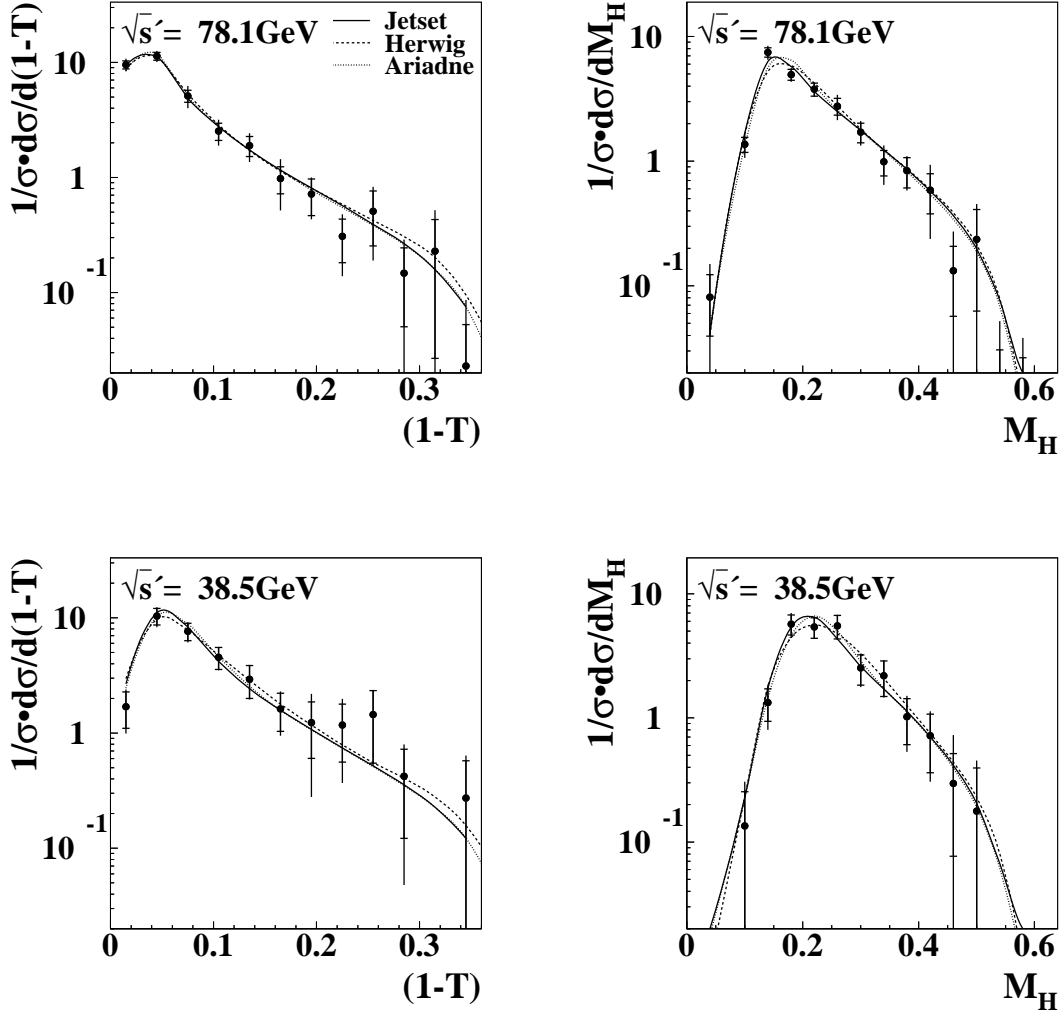 1/σ•dσ/d(1-T)
√s´= 78.1GeV
Jetset
Herwig
Ariadne
10
1
10⁻¹
0 0.1 0.2 0.3
(1-T)
1/σ•dσ/dM_H
√s´= 78.1GeV
10
1
10⁻¹
0 0.2 0.4 0.6
M_H
1/σ•dσ/d(1-T)
√s´= 38.5GeV
10
1
10⁻¹
0 0.1 0.2 0.3
(1-T)
1/σ•dσ/dM_H
√s´= 38.5GeV
10
1
10⁻¹
0 0.2 0.4 0.6
M_H